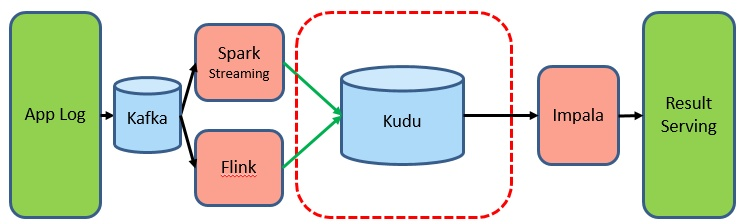 App Log
Kafka
Spark
Streaming
Flink
Kudu
Impala
Result
Serving